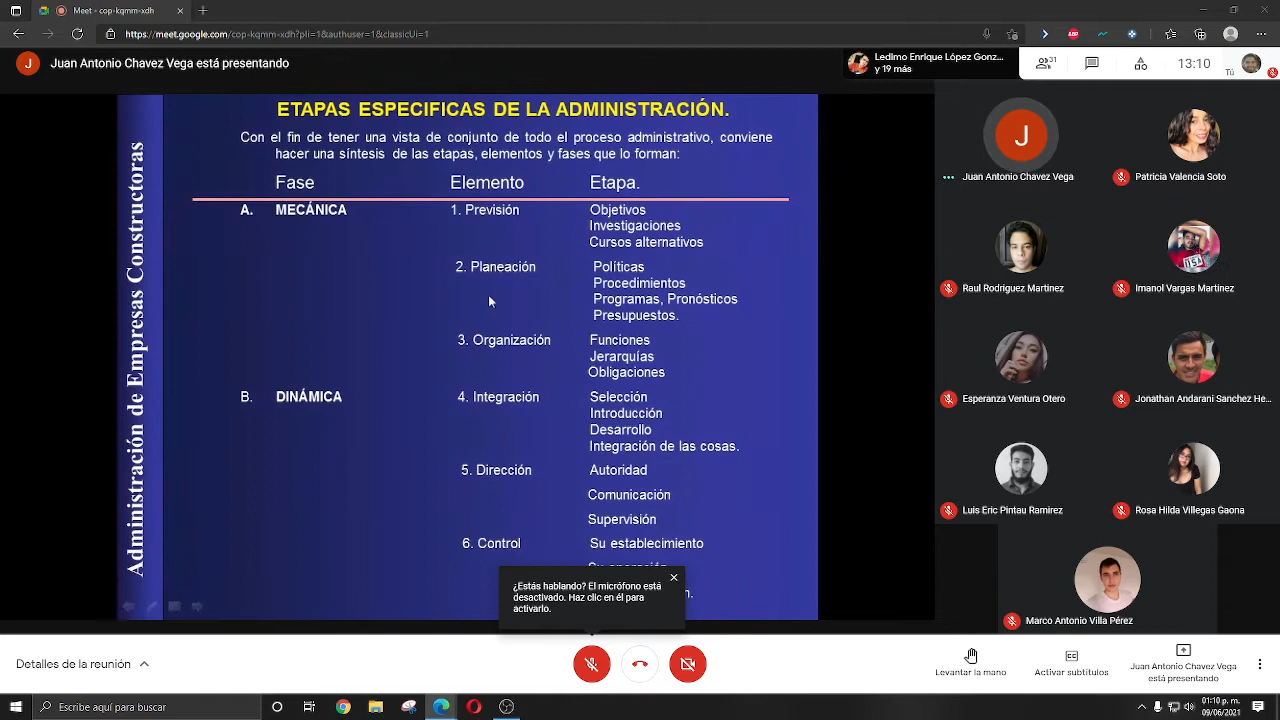 Meet - cop-kqmm-xdh
https://meet.google.com/cop-kqmm-xdh?pli=1&authuser=1&classicUi=1
J Juan Antonio Chavez Vega está presentando
Ledimo Enrique López Gonz...
y 19 más
31
13:10
Tú
ETAPAS ESPECIFICAS DE LA ADMINISTRACIÓN.
Con el fin de tener una vista de conjunto de todo el proceso administrativo, conviene
hacer una síntesis de las etapas, elementos y fases que lo forman:
Fase Elemento Etapa.
A. MECÁNICA 1. Previsión Objetivos
Investigaciones
Cursos alternativos
2. Planeación Políticas
Procedimientos
Programas, Pronósticos
Presupuestos.
3. Organización Funciones
Jerarquías
Obligaciones
B. DINÁMICA 4. Integración Selección
Introducción
Desarrollo
Integración de las cosas.
5. Dirección Autoridad
Comunicación
Supervisión
6. Control Su establecimiento
Administración de Empresas Constructoras
¿Estás hablando? El micrófono está
desactivado. Haz clic en él para
activarlo.
J
Juan Antonio Chavez Vega
Patricia Valencia Soto
Raul Rodriguez Martinez
Imanol Vargas Martinez
Esperanza Ventura Otero
Jonathan Andarani Sanchez He...
Luis Eric Pintau Ramirez
Rosa Hilda Villegas Gaona
Marco Antonio Villa Pérez
Detalles de la reunión
Levantar la mano
Activar subtítulos
Juan Antonio Chavez Vega
está presentando
Escribe aquí para buscar
01:10 p. m.
09/06/2021